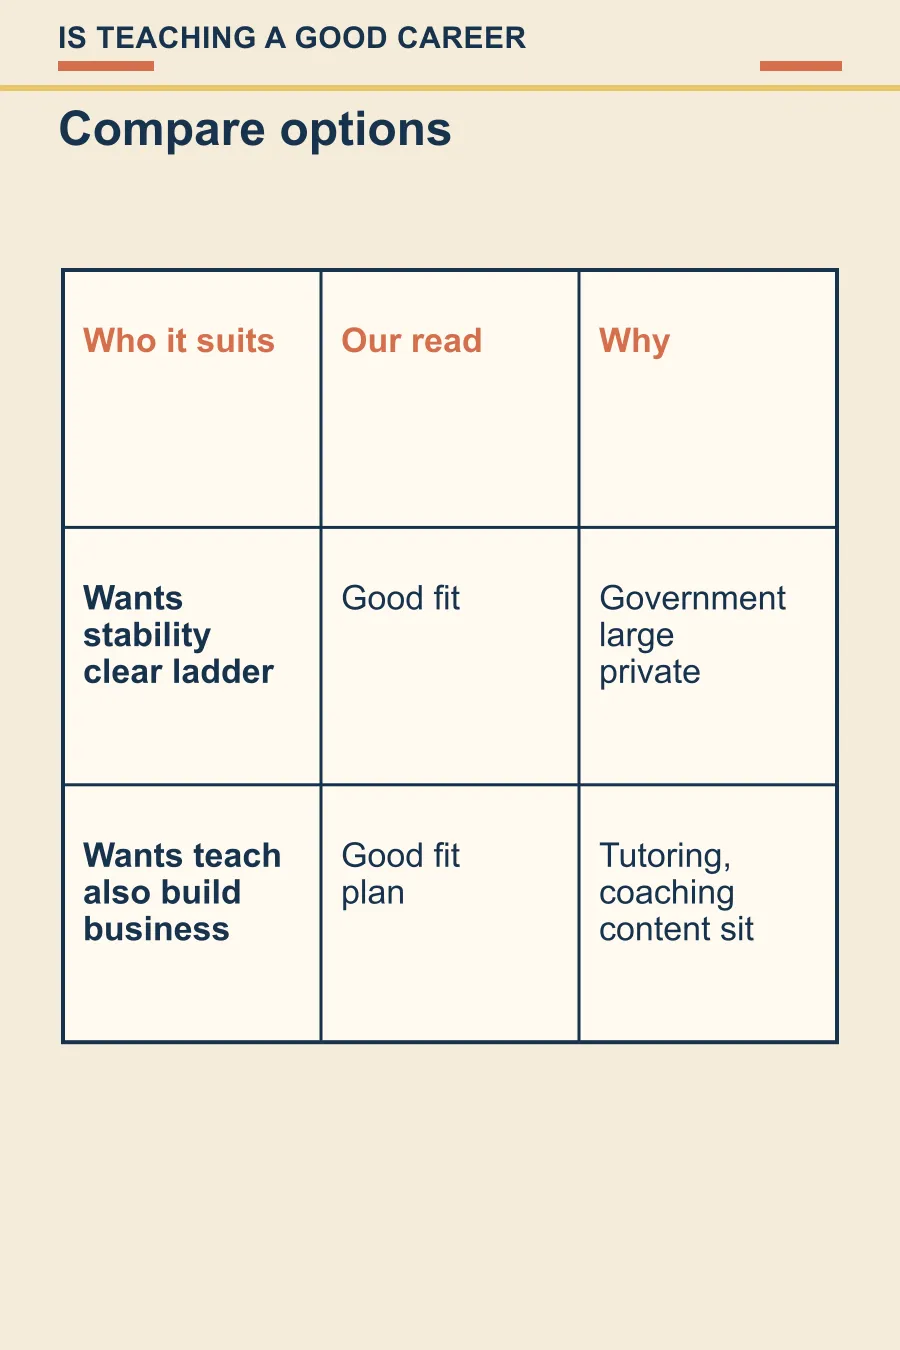 IS TEACHING A GOOD CAREER
Compare options
Who it suits
Our read
Why
Wants
stability
clear ladder
Good fit
Government
large
private
Wants teach
also build
business
Good fit
plan
Tutoring,
coaching
content sit